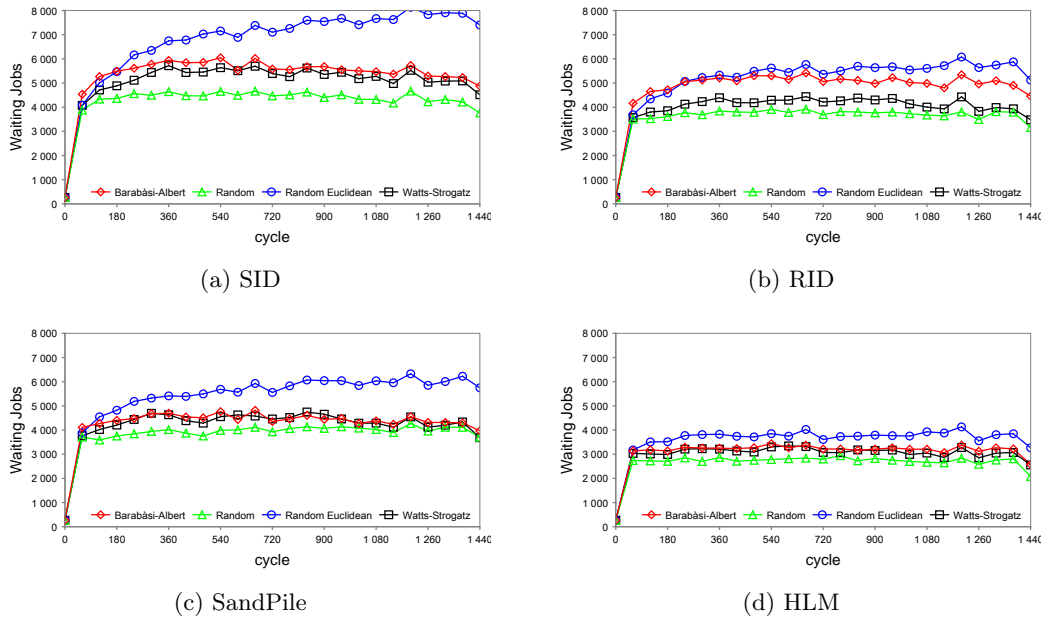 8 000
7 000
6 000
5 000
4 000
3 000
2 000
1 000
0
Waiting Jobs
Barabàsi-Albert Random Random Euclidean Watts-Strogatz
0 180 360 540 720 900 1 080 1 260 1 440
cycle
(a) SID
8 000
7 000
6 000
5 000
4 000
3 000
2 000
1 000
0
Waiting Jobs
Barabàsi-Albert Random Random Euclidean Watts-Strogatz
0 180 360 540 720 900 1 080 1 260 1 440
cycle
(b) RID
8 000
7 000
6 000
5 000
4 000
3 000
2 000
1 000
0
Waiting Jobs
Barabàsi-Albert Random Random Euclidean Watts-Strogatz
0 180 360 540 720 900 1 080 1 260 1 440
cycle
(c) SandPile
8 000
7 000
6 000
5 000
4 000
3 000
2 000
1 000
0
Waiting Jobs
Barabàsi-Albert Random Random Euclidean Watts-Strogatz
0 180 360 540 720 900 1 080 1 260 1 440
cycle
(d) HLM